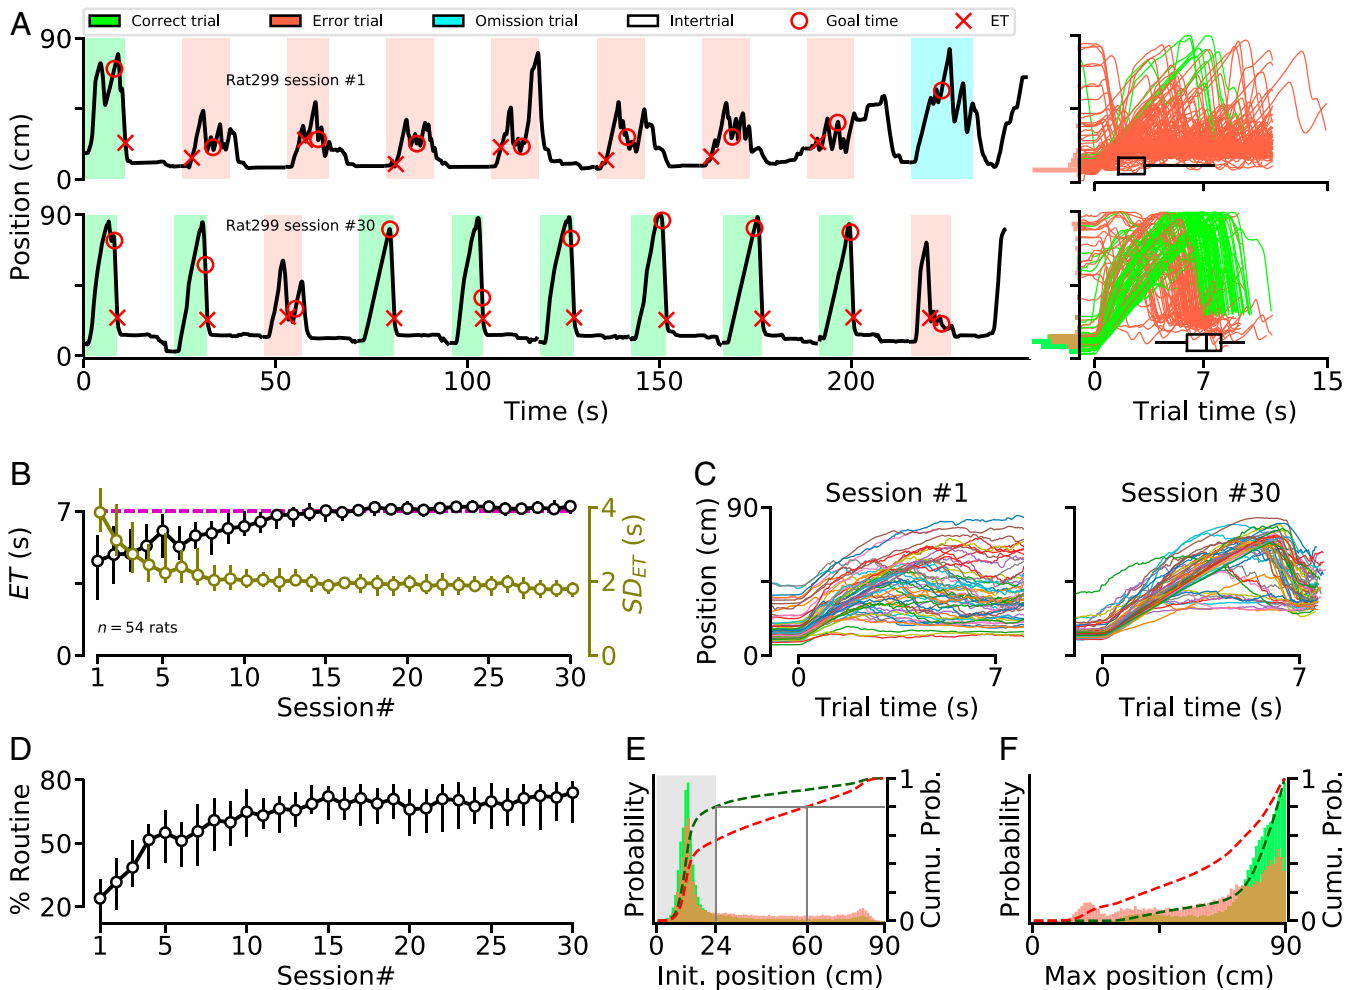 A
Correct trial Error trial Omission trial Intertrial Goal time ET
90
Rat299 session #1
0
Position (cm)
90
Rat299 session #30
0
0 50 100 150 200
Time (s)
0 7 15
0 7 15
Trial time (s)
B
7
0
ET (s)
n = 54 rats
4
2
0
SD_ET (s)
1 5 10 15 20 25 30
Session#
C
Session #1 Session #30
90
0
Position (cm)
0 7 0 7
Trial time (s) Trial time (s)
D
80
50
20
% Routine
1 5 10 15 20 25 30
Session#
E
Probability
1
0
Cumu. Prob.
0 24 60 90
Init. position (cm)
F
Probability
1
0
Cumu. Prob.
0 90
Max position (cm)